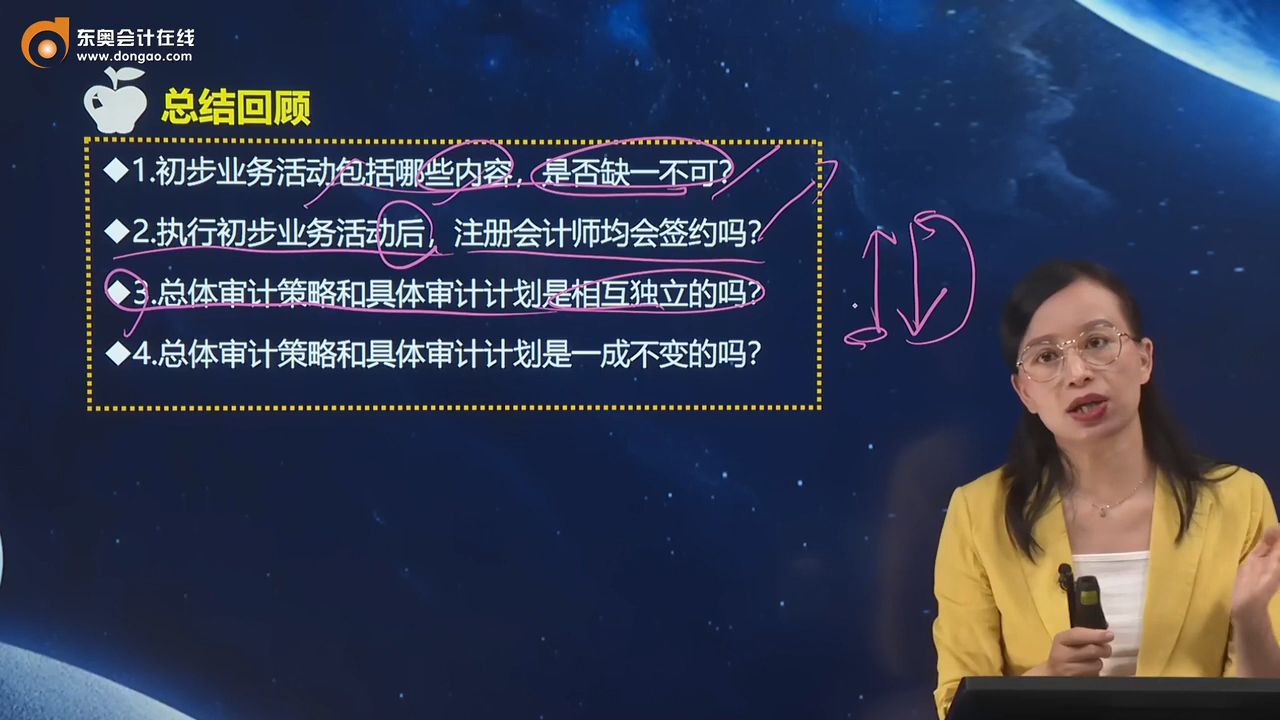 东奥会计在线
www.dongao.com
总结回顾
◆1.初步业务活动包括哪些内容，是否缺一不可？
◆2.执行初步业务活动后，注册会计师均会签约吗？
◆3.总体审计策略和具体审计计划是相互独立的吗？
◆4.总体审计策略和具体审计计划是一成不变的吗？